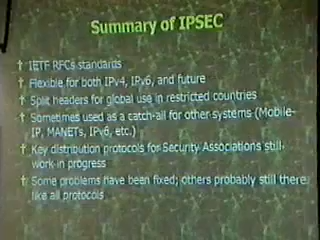 Summary of IPSEC
† IETF RFCs standards
† Flexible for both IPv4, IPv6, and future
† Split headers for global use in restricted countries
† Sometimes used as a catch-all for other systems (Mobile-
IP, MANETs, IPv6, etc.)
† Key distribution protocols for Security Associations still
work in progress
† Some problems have been fixed; others probably still there
like all protocols